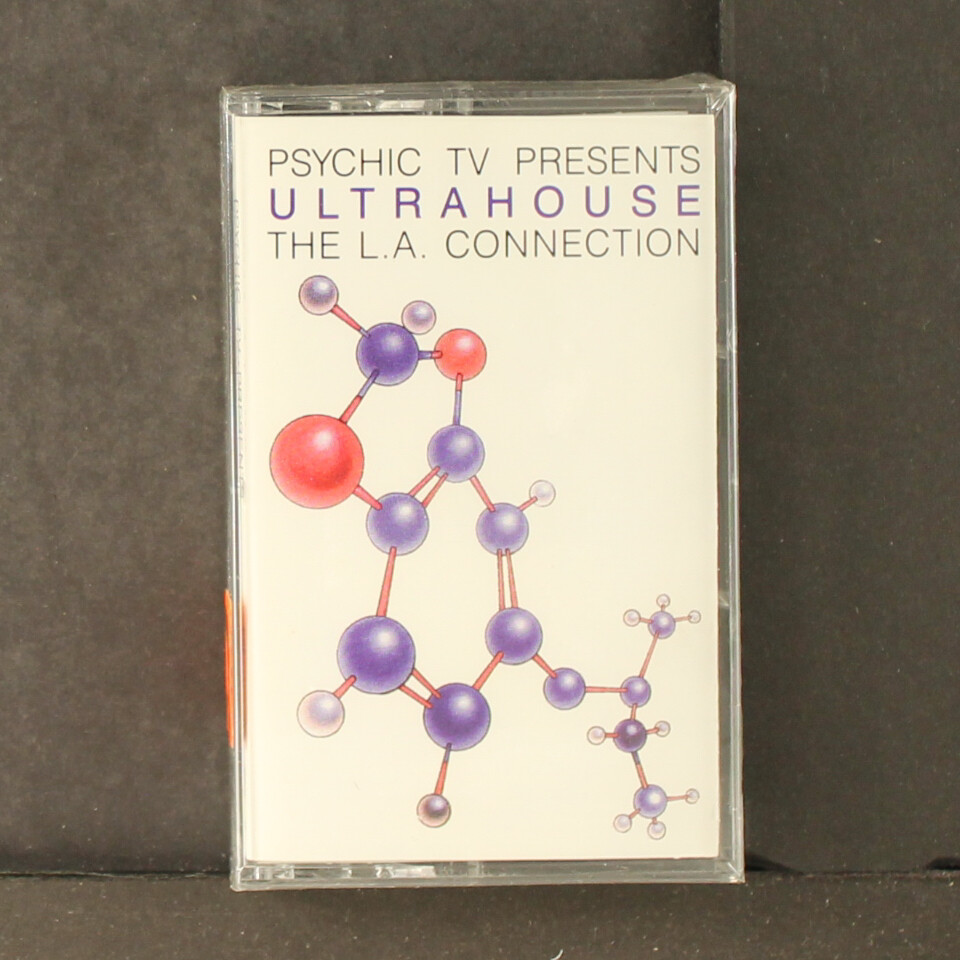 PSYCHIC TV PRESENTS
ULTRAHOUSE
THE L.A. CONNECTION